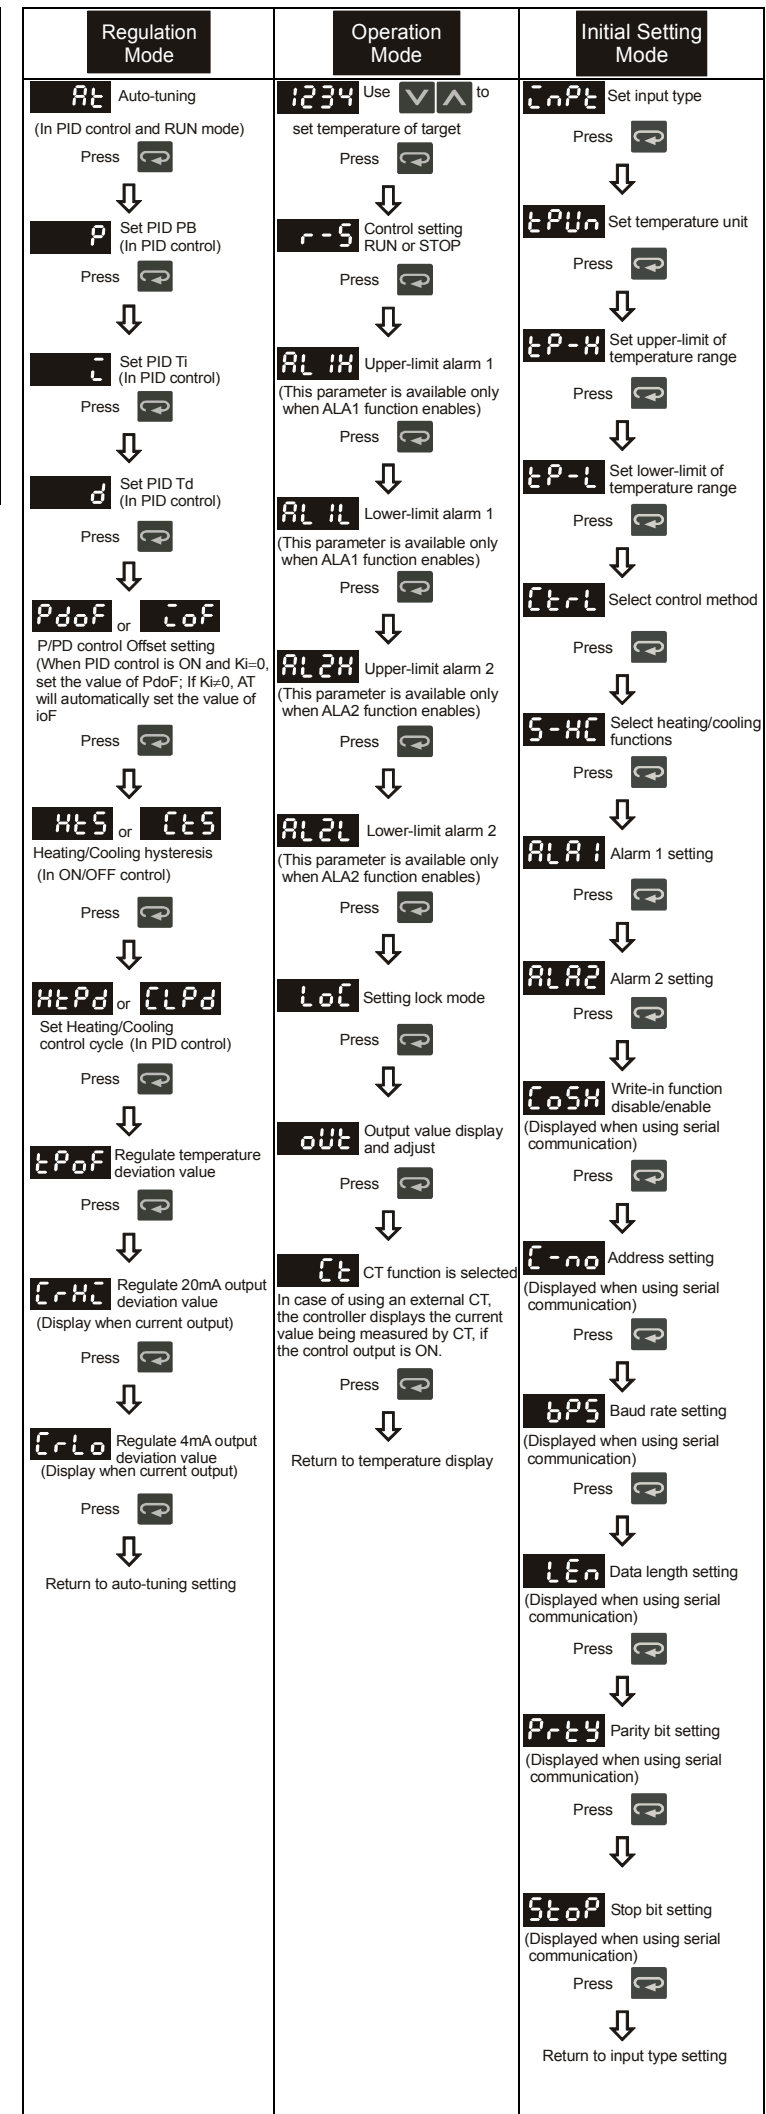 Regulation
Mode
At Auto-tuning
(In PID control and RUN mode)
Press
P Set PID PB
(In PID control)
Press
i Set PID Ti
(In PID control)
Press
d Set PID Td
(In PID control)
Press
PdoF or ioF
P/PD control Offset setting
(When PID control is ON and Ki=0,
set the value of PdoF; If Ki≠0, AT
will automatically set the value of
ioF
Press
HtS or CtS
Heating/Cooling hysteresis
(In ON/OFF control)
Press
HtPd or CLPd
Set Heating/Cooling
control cycle (In PID control)
Press
tPoF Regulate temperature
deviation value
Press
CrHi Regulate 20mA output
deviation value
(Display when current output)
Press
CrLo Regulate 4mA output
deviation value
(Display when current output)
Press
Return to auto-tuning setting
Operation
Mode
1234 Use to
set temperature of target
Press
r-S Control setting
RUN or STOP
Press
AL1H Upper-limit alarm 1
(This parameter is available only
when ALA1 function enables)
Press
AL1L Lower-limit alarm 1
(This parameter is available only
when ALA1 function enables)
Press
AL2H Upper-limit alarm 2
(This parameter is available only
when ALA2 function enables)
Press
AL2L Lower-limit alarm 2
(This parameter is available only
when ALA2 function enables)
Press
LoC Setting lock mode
Press
oUt Output value display
and adjust
Press
Ct CT function is selected
In case of using an external CT,
the controller displays the current
value being measured by CT, if
the control output is ON.
Press
Return to temperature display
Initial Setting
Mode
inPt Set input type
Press
tPUn Set temperature unit
Press
tP-H Set upper-limit of
temperature range
Press
tP-L Set lower-limit of
temperature range
Press
CtrL Select control method
Press
S-HC Select heating/cooling
functions
Press
ALA1 Alarm 1 setting
Press
ALA2 Alarm 2 setting
Press
CoSH Write-in function
disable/enable
(Displayed when using serial
communication)
Press
C-no Address setting
(Displayed when using serial
communication)
Press
bPS Baud rate setting
(Displayed when using serial
communication)
Press
LEn Data length setting
(Displayed when using serial
communication)
Press
PrtY Parity bit setting
(Displayed when using serial
communication)
Press
StoP Stop bit setting
(Displayed when using serial
communication)
Press
Return to input type setting